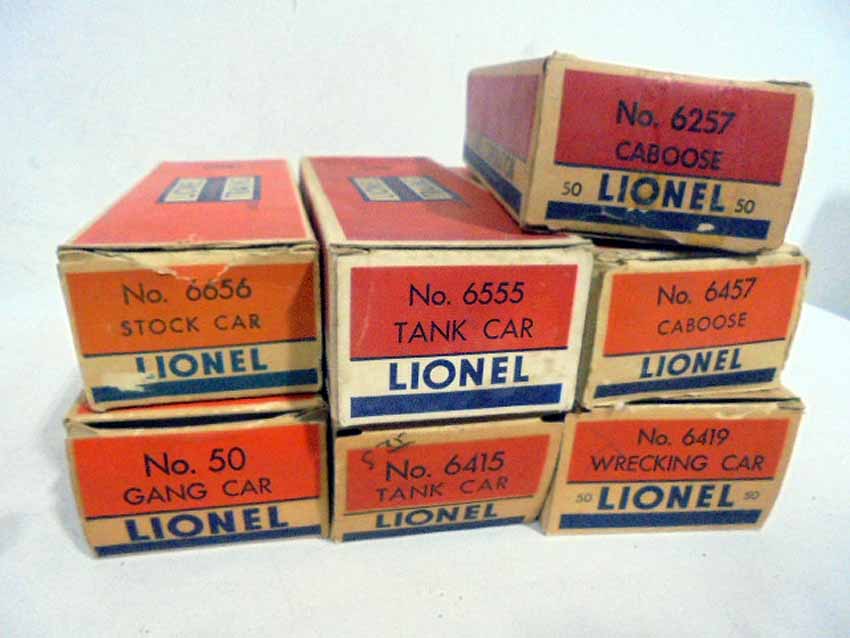 No. 6257
CABOOSE
50 LIONEL 50
No. 6656
STOCK CAR
LIONEL
No. 6555
TANK CAR
LIONEL
No. 6457
CABOOSE
LIONEL
No. 50
GANG CAR
LIONEL
No. 6415
TANK CAR
LIONEL
No. 6419
WRECKING CAR
50 LIONEL 50